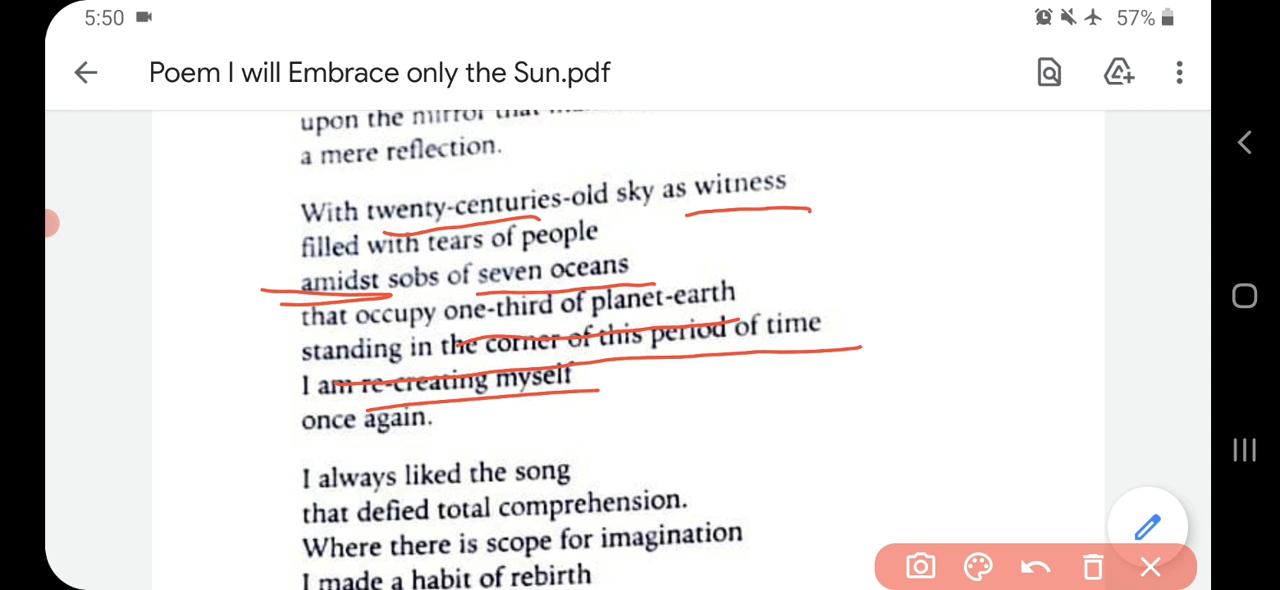 5:50
57%
Poem I will Embrace only the Sun.pdf
upon the mirror that
a mere reflection.
With twenty-centuries-old sky as witness
filled with tears of people
amidst sobs of seven oceans
that occupy one-third of planet-earth
standing in the corner of this period of time
I am re-creating myself
once again.
I always liked the song
that defied total comprehension.
Where there is scope for imagination
I made a habit of rebirth